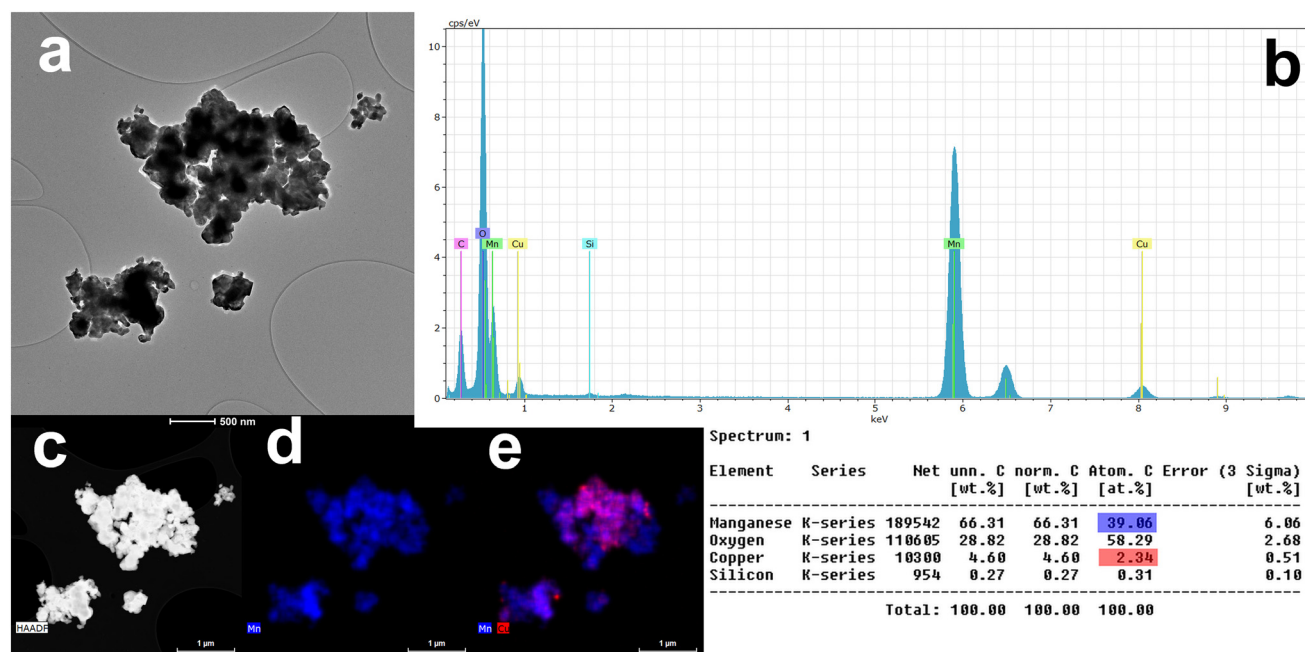 a
500 nm
cps/eV
b
10
8
6
4
2
0
C
O
Mn
Cu
Si
Mn
Cu
1 2 3 4 5 6 7 8 9
keV
c
HAADF
1 µm
d
Mn
1 µm
e
Mn Cu
1 µm
Spectrum: 1
Element Series Net unn. C norm. C Atom. C Error (3 Sigma)
[wt.%] [wt.%] [at.%] [wt.%]
Manganese K-series 189542 66.31 66.31 39.06 6.06
Oxygen K-series 110605 28.82 28.82 58.29 2.68
Copper K-series 10300 4.60 4.60 2.34 0.51
Silicon K-series 954 0.27 0.27 0.31 0.10
Total: 100.00 100.00 100.00